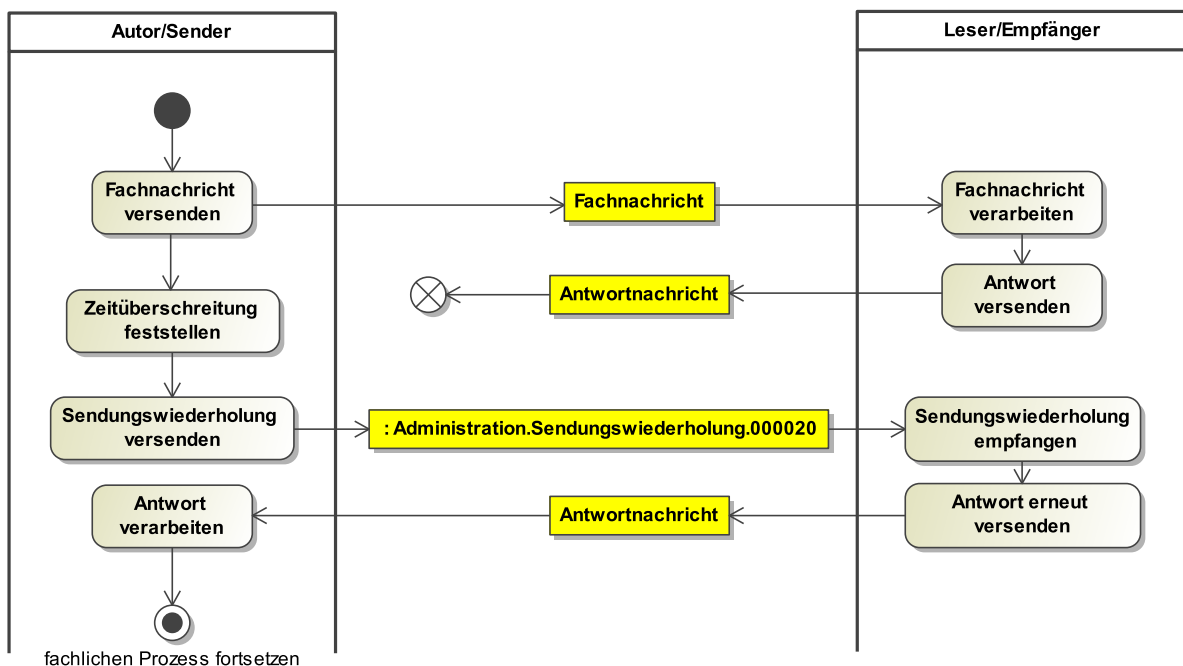 Autor/Sender
Leser/Empfänger
Fachnachricht
versenden
Fachnachricht
Fachnachricht
verarbeiten
Antwortnachricht
Antwort
versenden
Zeitüberschreitung
feststellen
Sendungswiederholung
versenden
: Administration.Sendungswiederholung.000020
Sendungswiederholung
empfangen
Antwort
verarbeiten
Antwortnachricht
Antwort erneut
versenden
fachlichen Prozess fortsetzen